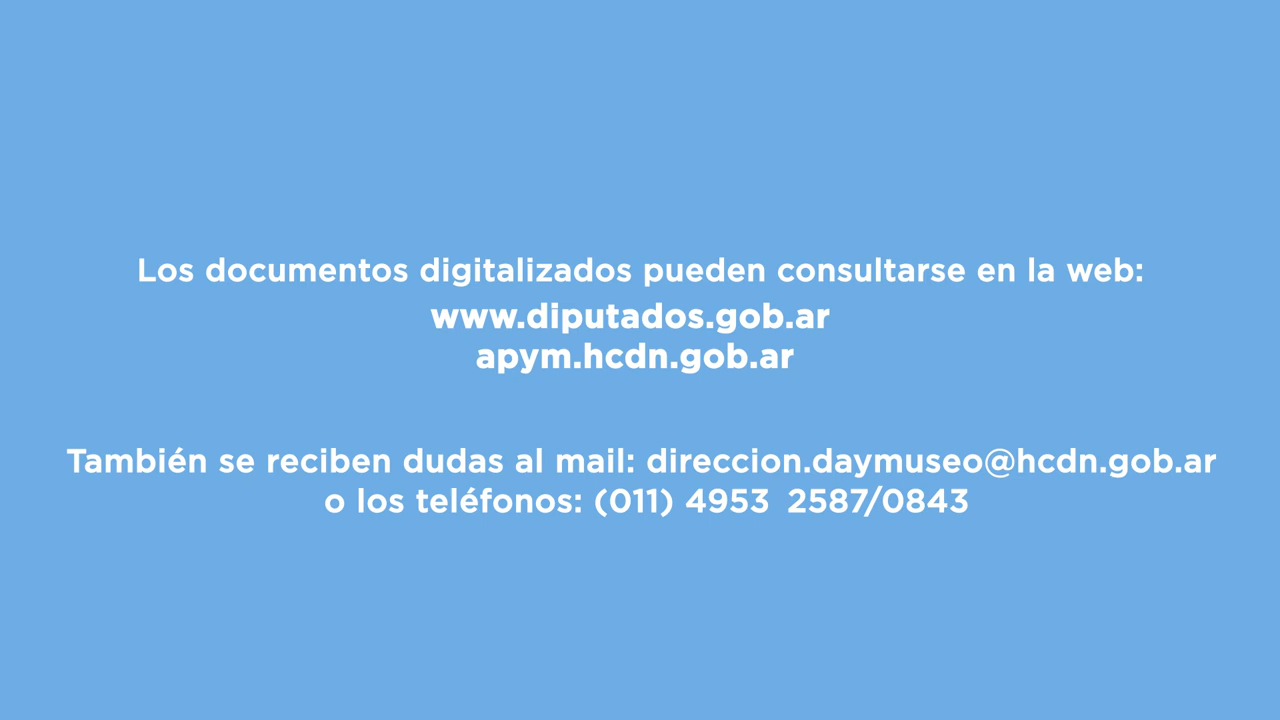 Los documentos digitalizados pueden consultarse en la web:
www.diputados.gob.ar
apym.hcdn.gob.ar
También se reciben dudas al mail: direccion.daymuseo@hcdn.gob.ar
o los teléfonos: (011) 4953 2587/0843